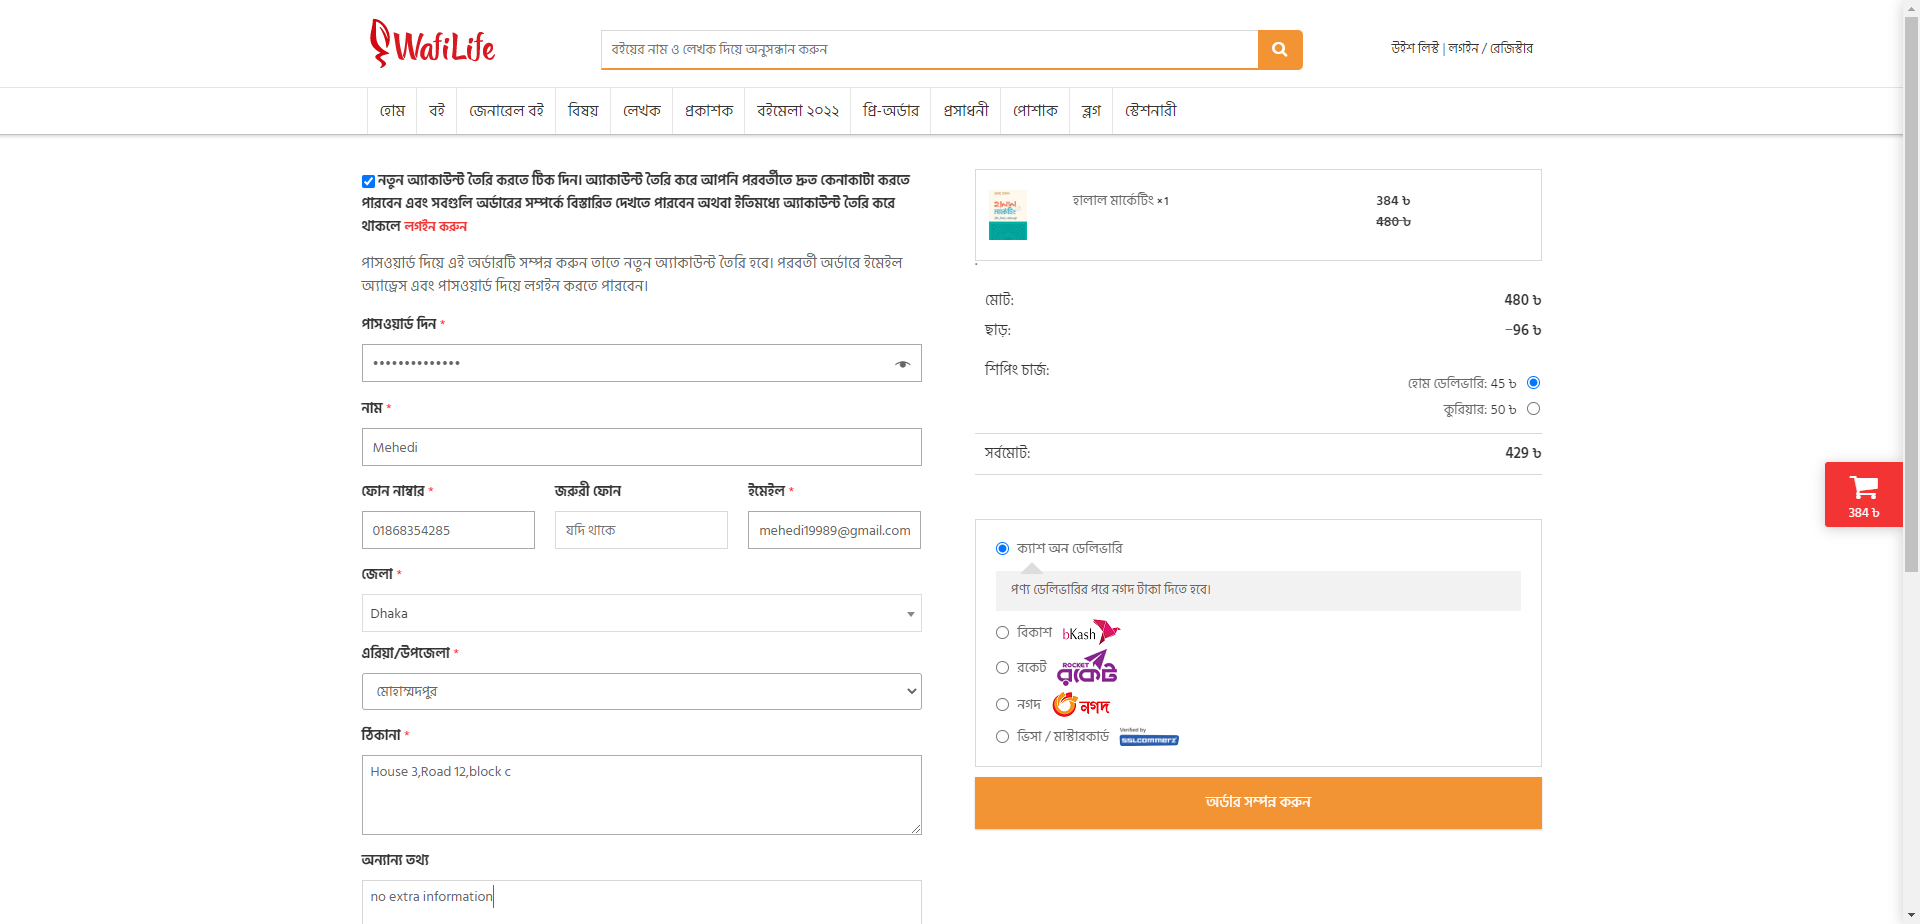 WafiLife
বইয়ের নাম ও লেখক দিয়ে অনুসন্ধান করুন
উইশ লিস্ট | লগইন / রেজিস্টার
হোম
বই
জেনারেল বই
বিষয়
লেখক
প্রকাশক
বইমেলা ২০২২
প্রি-অর্ডার
প্রসাধনী
পোশাক
ব্লগ
স্টেশনারী
নতুন অ্যাকাউন্ট তৈরি করতে টিক দিন। অ্যাকাউন্ট তৈরি করে আপনি পরবর্তীতে দ্রুত কেনাকাটা করতে
পারবেন এবং সবগুলি অর্ডারের সম্পর্কে বিস্তারিত দেখতে পারবেন অথবা ইতিমধ্যে অ্যাকাউন্ট তৈরি করে
থাকলে লগইন করুন
পাসওয়ার্ড দিয়ে এই অর্ডারটি সম্পন্ন করুন তাতে নতুন অ্যাকাউন্ট তৈরি হবে। পরবর্তী অর্ডারে ইমেইল
অ্যাড্রেস এবং পাসওয়ার্ড দিয়ে লগইন করতে পারবেন।
পাসওয়ার্ড দিন *
••••••••••••••
নাম *
Mehedi
ফোন নাম্বার *
জরুরী ফোন
ইমেইল *
01868354285
যদি থাকে
mehedi19989@gmail.com
জেলা *
Dhaka
এরিয়া/উপজেলা *
মোহাম্মদপুর
ঠিকানা *
House 3,Road 12,block c
অন্যান্য তথ্য
no extra information
হালাল মার্কেটিং × 1
384 ৳
480 ৳
মোট:
480 ৳
ছাড়:
-96 ৳
শিপিং চার্জ:
হোম ডেলিভারি: 45 ৳
কুরিয়ার: 50 ৳
সর্বমোট:
429 ৳
ক্যাশ অন ডেলিভারি
পণ্য ডেলিভারির পরে নগদ টাকা দিতে হবে।
বিকাশ bKash
রকেট ROCKET রকেট
নগদ নগদ
ভিসা / মাস্টারকার্ড Verified by SSLCOMMERZ
অর্ডার সম্পন্ন করুন
384 ৳